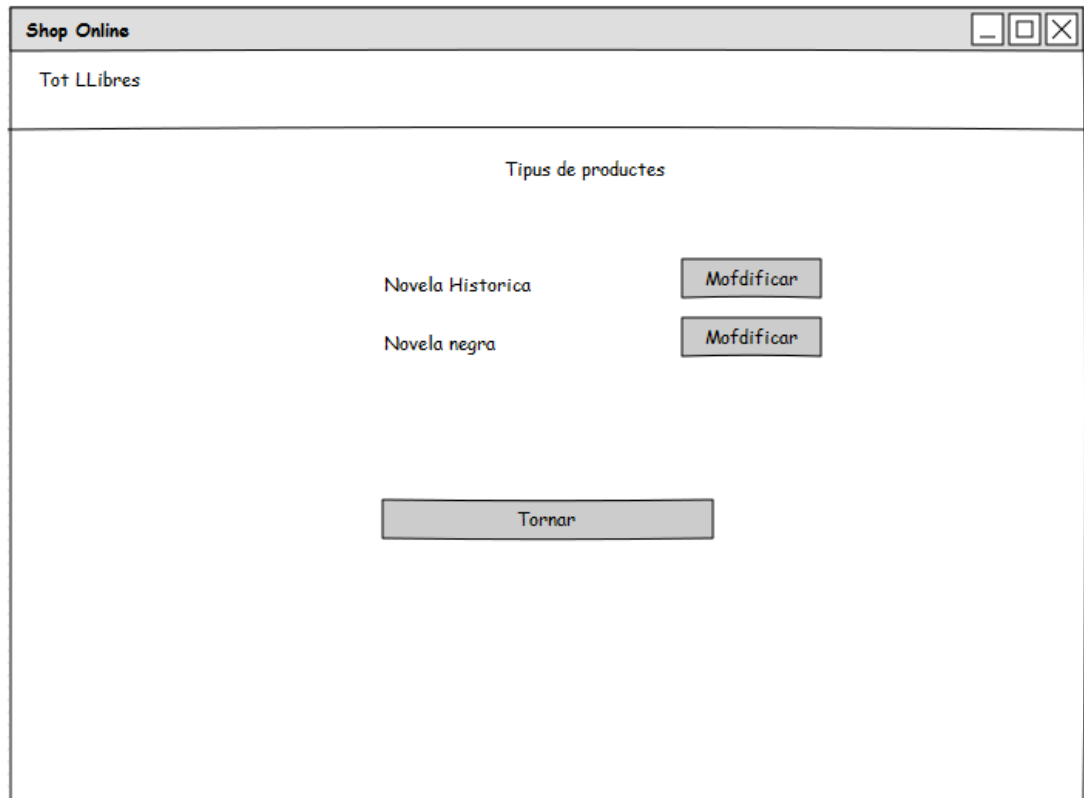 Shop Online
Tot LLibres
Tipus de productes
Novela Historica
Mofdificar
Novela negra
Mofdificar
Tornar